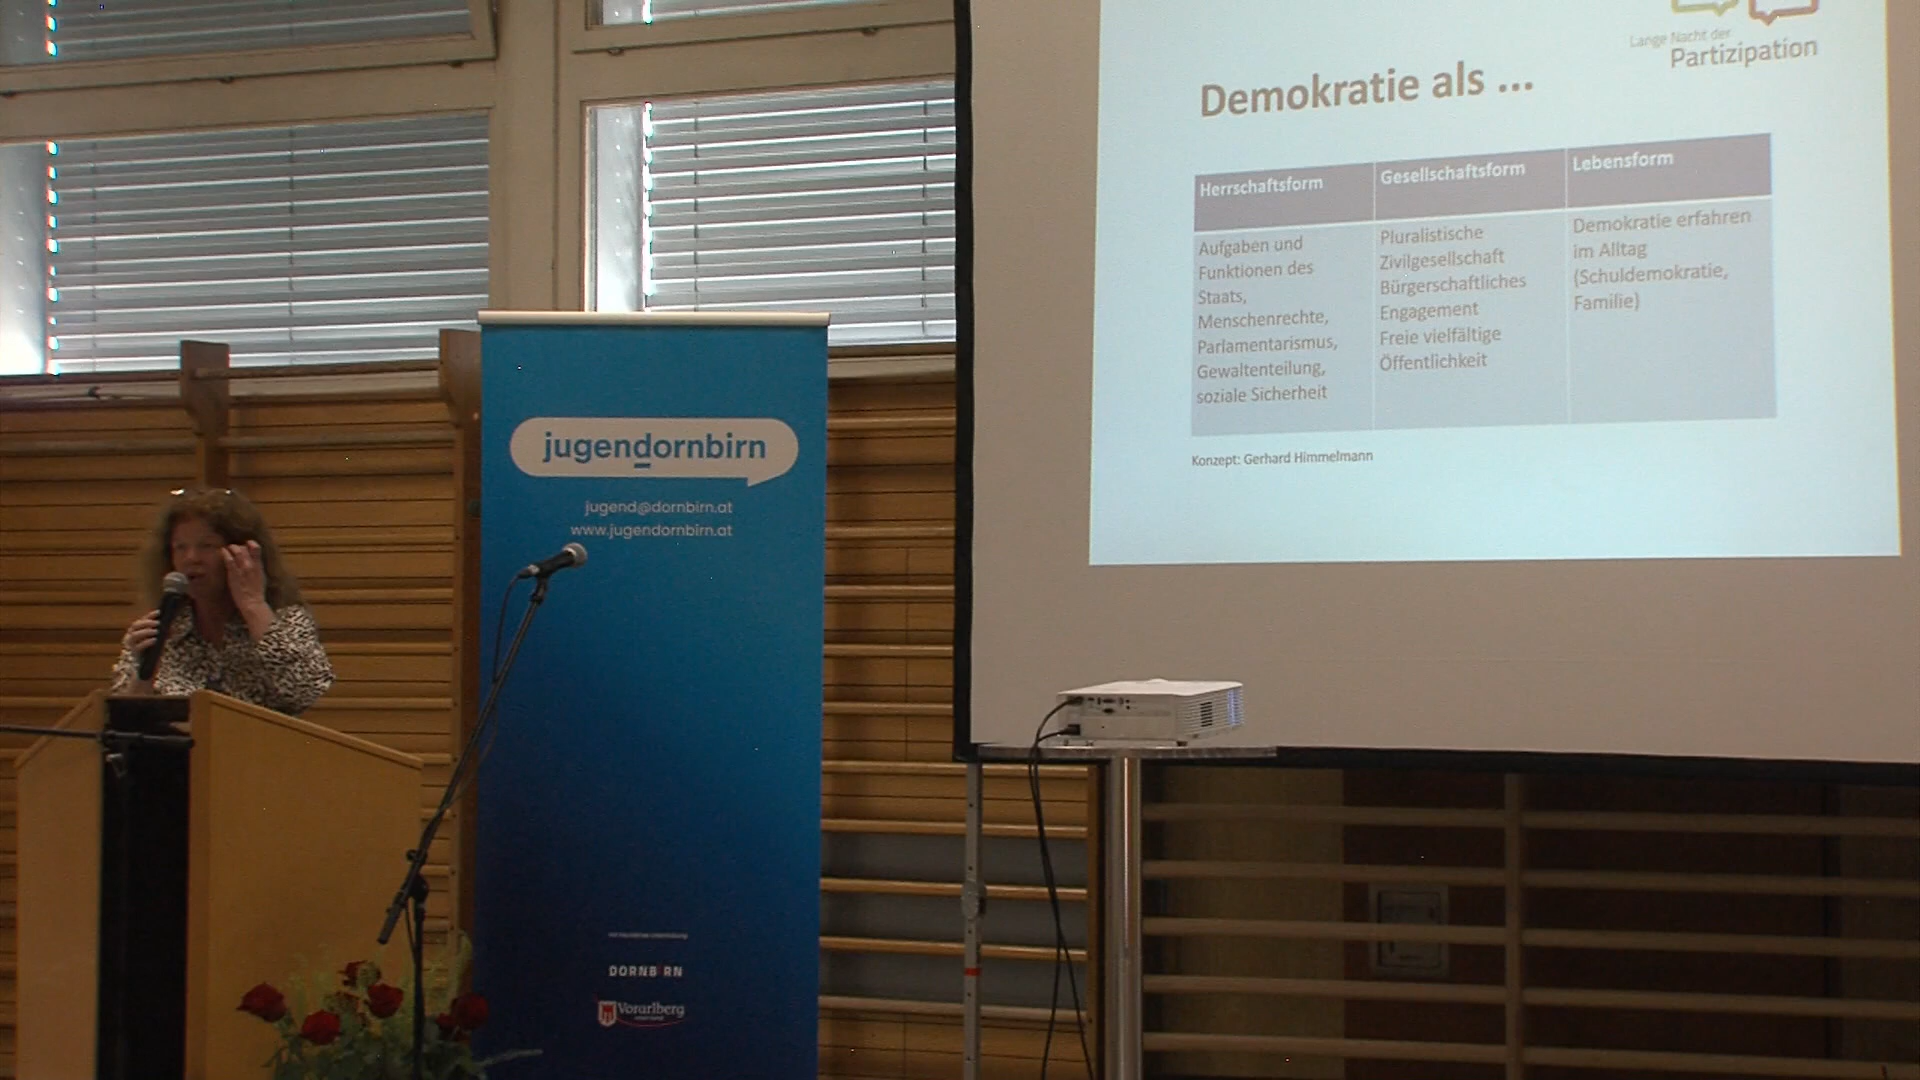 jugendornbirn
jugend@dornbirn.at
www.jugendornbirn.at
DORNBIRN
Vorarlberg
Lange Nacht der
Partizipation
Demokratie als ...
Herrschaftsform
Aufgaben und
Funktionen des
Staats,
Menschenrechte,
Parlamentarismus,
Gewaltenteilung,
soziale Sicherheit
Gesellschaftsform
Pluralistische
Zivilgesellschaft
Bürgerschaftliches
Engagement
Freie vielfältige
Öffentlichkeit
Lebensform
Demokratie erfahren
im Alltag
(Schuldemokratie,
Familie)
Konzept: Gerhard Himmelmann